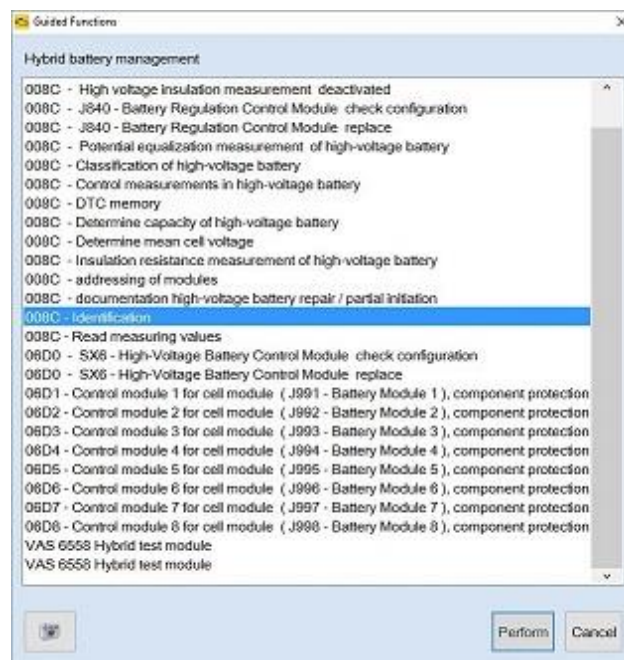 Guided Functions
Hybrid battery management
008C - High voltage insulation measurement deactivated
008C - J840 - Battery Regulation Control Module check configuration
008C - J840 - Battery Regulation Control Module replace
008C - Potential equalization measurement of high-voltage battery
008C - Classification of high-voltage battery
008C - Control measurements in high-voltage battery
008C - DTC memory
008C - Determine capacity of high-voltage battery
008C - Determine mean cell voltage
008C - Insulation resistance measurement of high-voltage battery
008C - addressing of modules
008C - documentation high-voltage battery repair / partial initiation
008C - Identification
008C - Read measuring values
06D0 - SX6 - High-Voltage Battery Control Module check configuration
06D0 - SX6 - High-Voltage Battery Control Module replace
06D1 - Control module 1 for cell module ( J991 - Battery Module 1 ), component protection
06D2 - Control module 2 for cell module ( J992 - Battery Module 2 ), component protection
06D3 - Control module 3 for cell module ( J993 - Battery Module 3 ), component protection
06D4 - Control module 4 for cell module ( J994 - Battery Module 4 ), component protection
06D5 - Control module 5 for cell module ( J995 - Battery Module 5 ), component protection
06D6 - Control module 6 for cell module ( J996 - Battery Module 6 ), component protection
06D7 - Control module 7 for cell module ( J997 - Battery Module 7 ), component protection
06D8 - Control module 8 for cell module ( J998 - Battery Module 8 ), component protection
VAS 6558 Hybrid test module
VAS 6558 Hybrid test module
Perform
Cancel